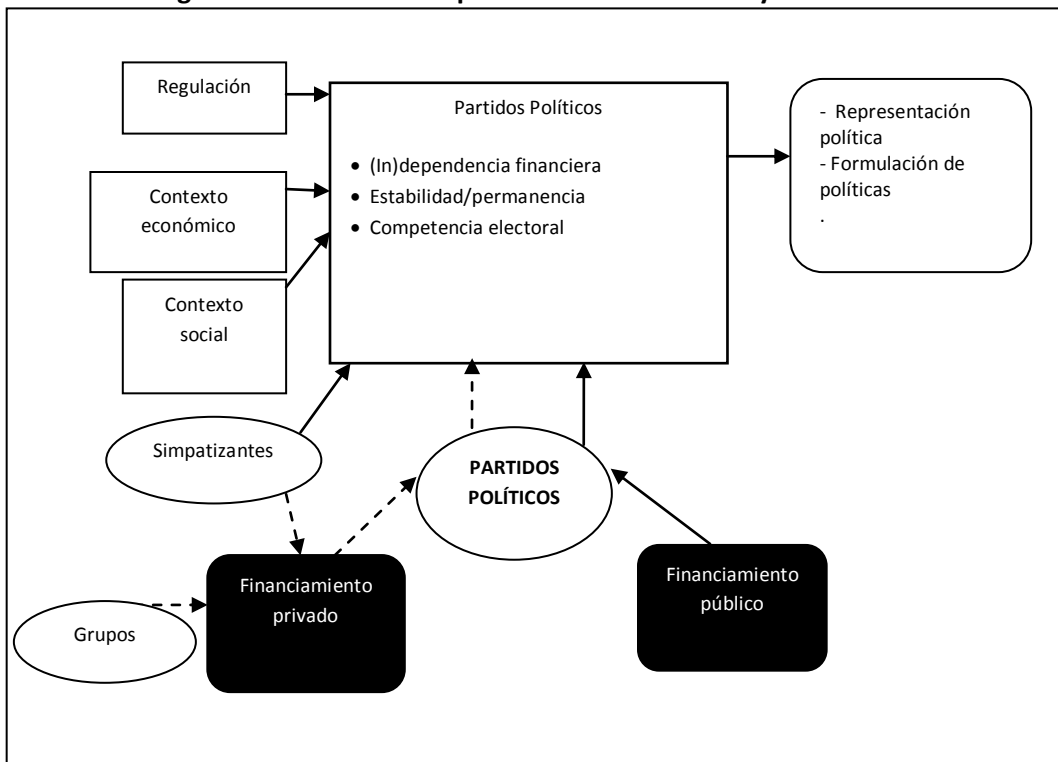 Regulación
Partidos Políticos
• (In)dependencia financiera
• Estabilidad/permanencia
• Competencia electoral
- Representación
política
- Formulación de
políticas
.
Contexto
económico
Contexto
social
Simpatizantes
PARTIDOS
POLÍTICOS
Financiamiento
privado
Financiamiento
público
Grupos